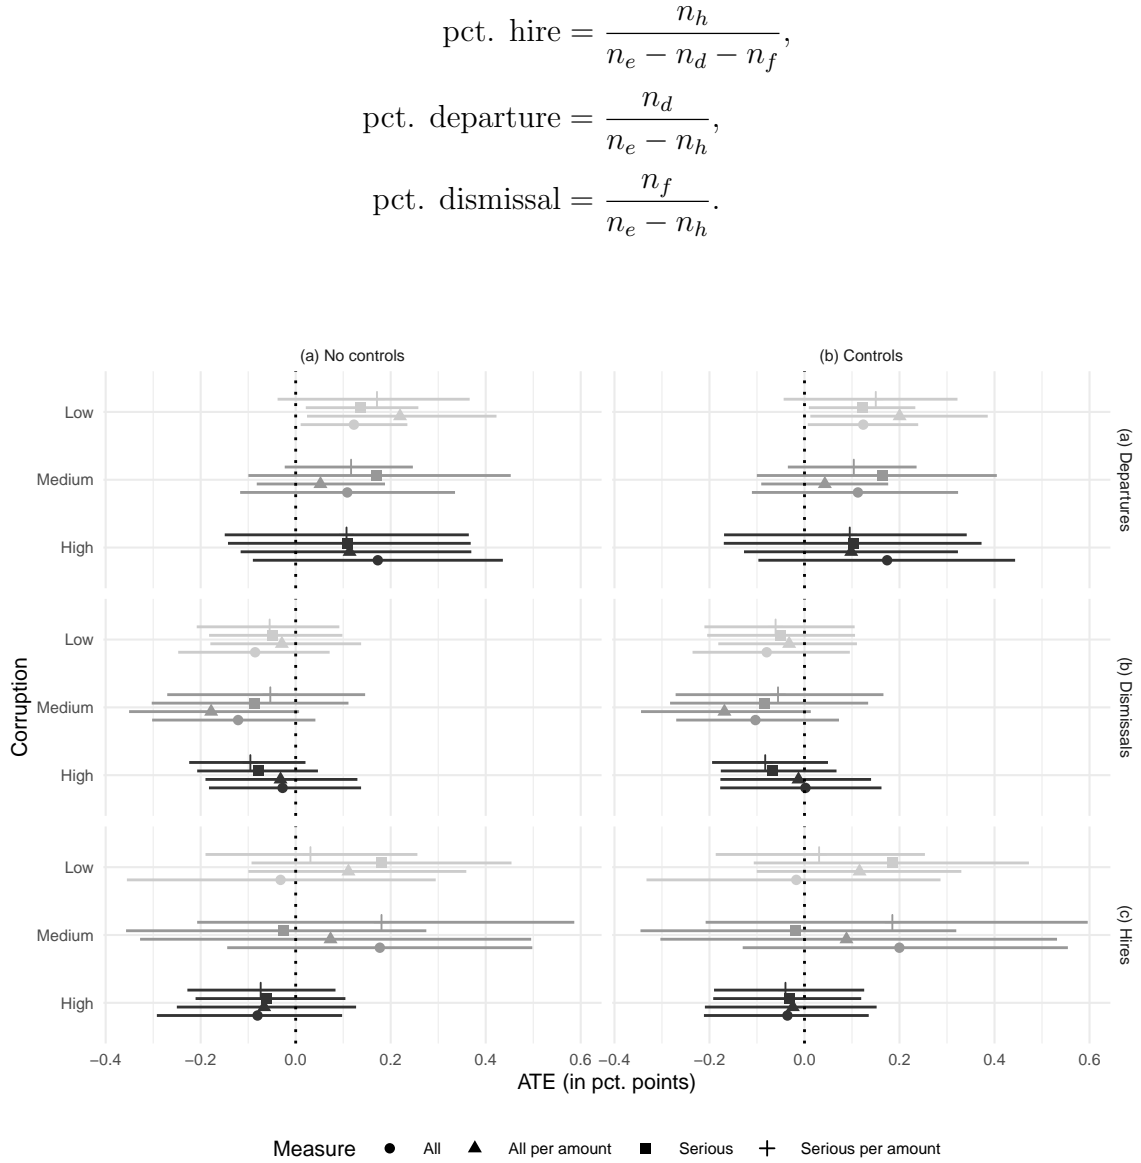 pct. hire = n_h / (n_e − n_d − n_f),
pct. departure = n_d / (n_e − n_h),
pct. dismissal = n_f / (n_e − n_h).
(a) No controls (b) Controls
Low
Medium
High
(a) Departures
Low
Medium
High
(b) Dismissals
Low
Medium
High
(c) Hires
Corruption
−0.4 −0.2 0.0 0.2 0.4 0.6 −0.4 −0.2 0.0 0.2 0.4 0.6
ATE (in pct. points)
Measure All All per amount Serious Serious per amount